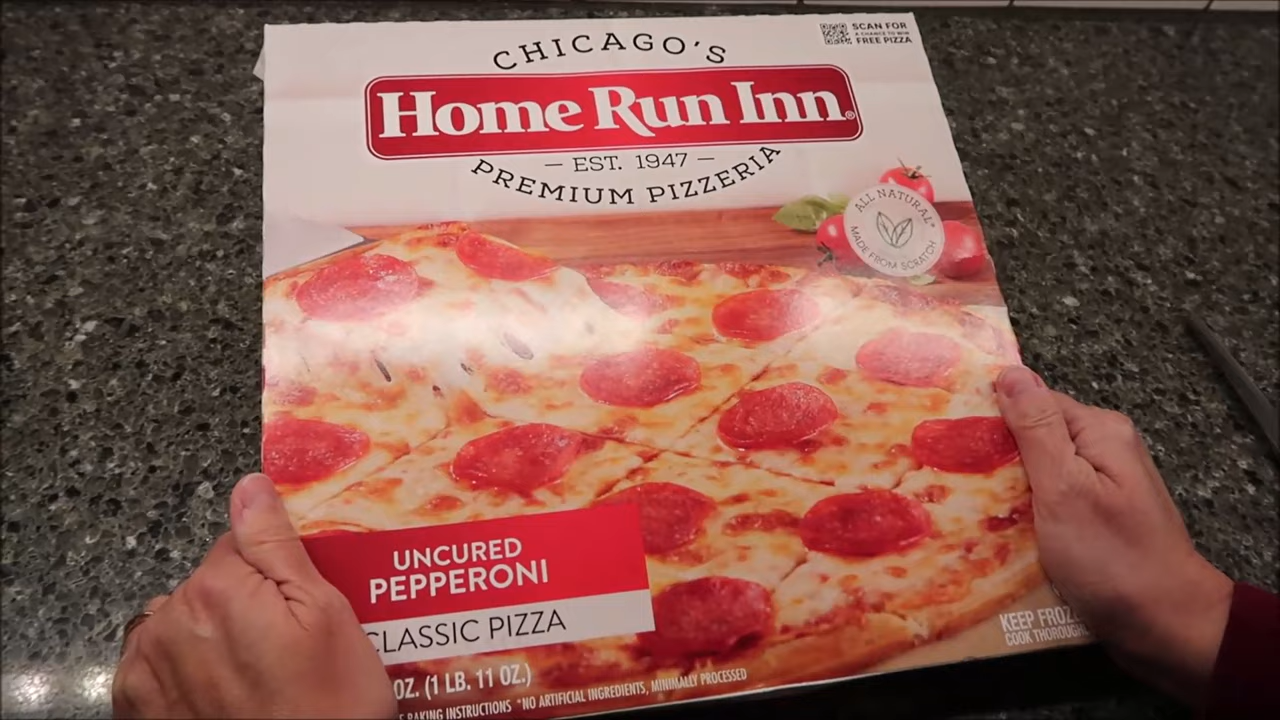 CHICAGO'S
SCAN FOR
A CHANCE TO WIN
FREE PIZZA
Home Run Inn®
— EST. 1947 —
PREMIUM PIZZERIA
ALL NATURAL*
MADE FROM SCRATCH
UNCURED
PEPPERONI
CLASSIC PIZZA
KEEP
COOK
OZ. (1 LB. 11 OZ.)
BAKING INSTRUCTIONS *NO ARTIFICIAL INGREDIENTS, MINIMALLY PROCESSED